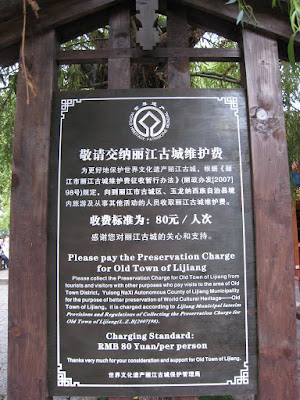 敬请交纳丽江古城维护费
为更好地保护世界文化遗产丽江古城,根据《丽
江市丽江古城维护费征收暂行办法》(丽政办发[2007]
98号)规定,向到丽江市古城区、玉龙纳西族自治县境
内旅游及从事其他活动的人员收取丽江古城维护费。
收费标准为:80元/人次
感谢您对丽江古城的关心和支持。
Please pay the Preservation Charge
for Old Town of Lijiang
Please collect the Preservation Charge for Old Town of Lijiang from
tourists and visitors with other purposes who pay visits to the area of Old
Town District, Yulong NaXi Autonomous County of Lijiang Municipality
for the purpose of better preservation of World Cultural Heritage——Old
Town of Lijiang, it is charged according to Lijiang Municipal Interim
Provisions and Regulations of Collecting the Preservation Charge for
Old Town of Lijiang(L.Z.B(2007)98).
Charging Standard:
RMB 80 Yuan/per person
Thanks very much for your consideration and support for Old Town of Lijiang.
世界文化遗产丽江古城保护管理局